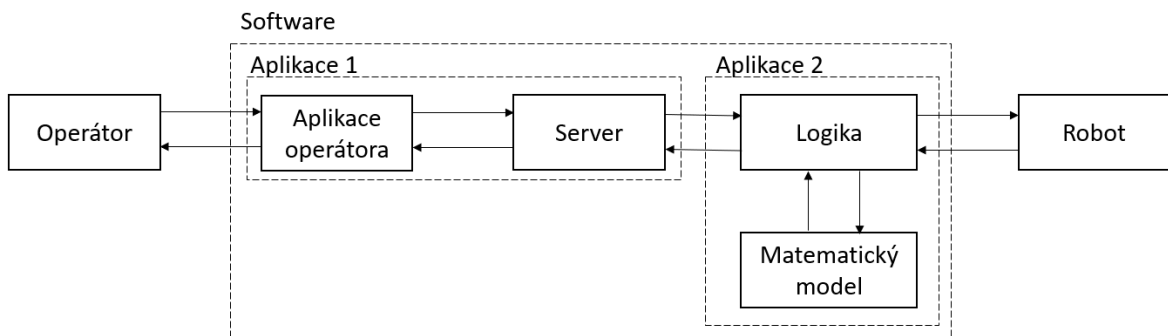 Software
Aplikace 1
Aplikace 2
Operátor
Aplikace
operátora
Server
Logika
Robot
Matematický
model